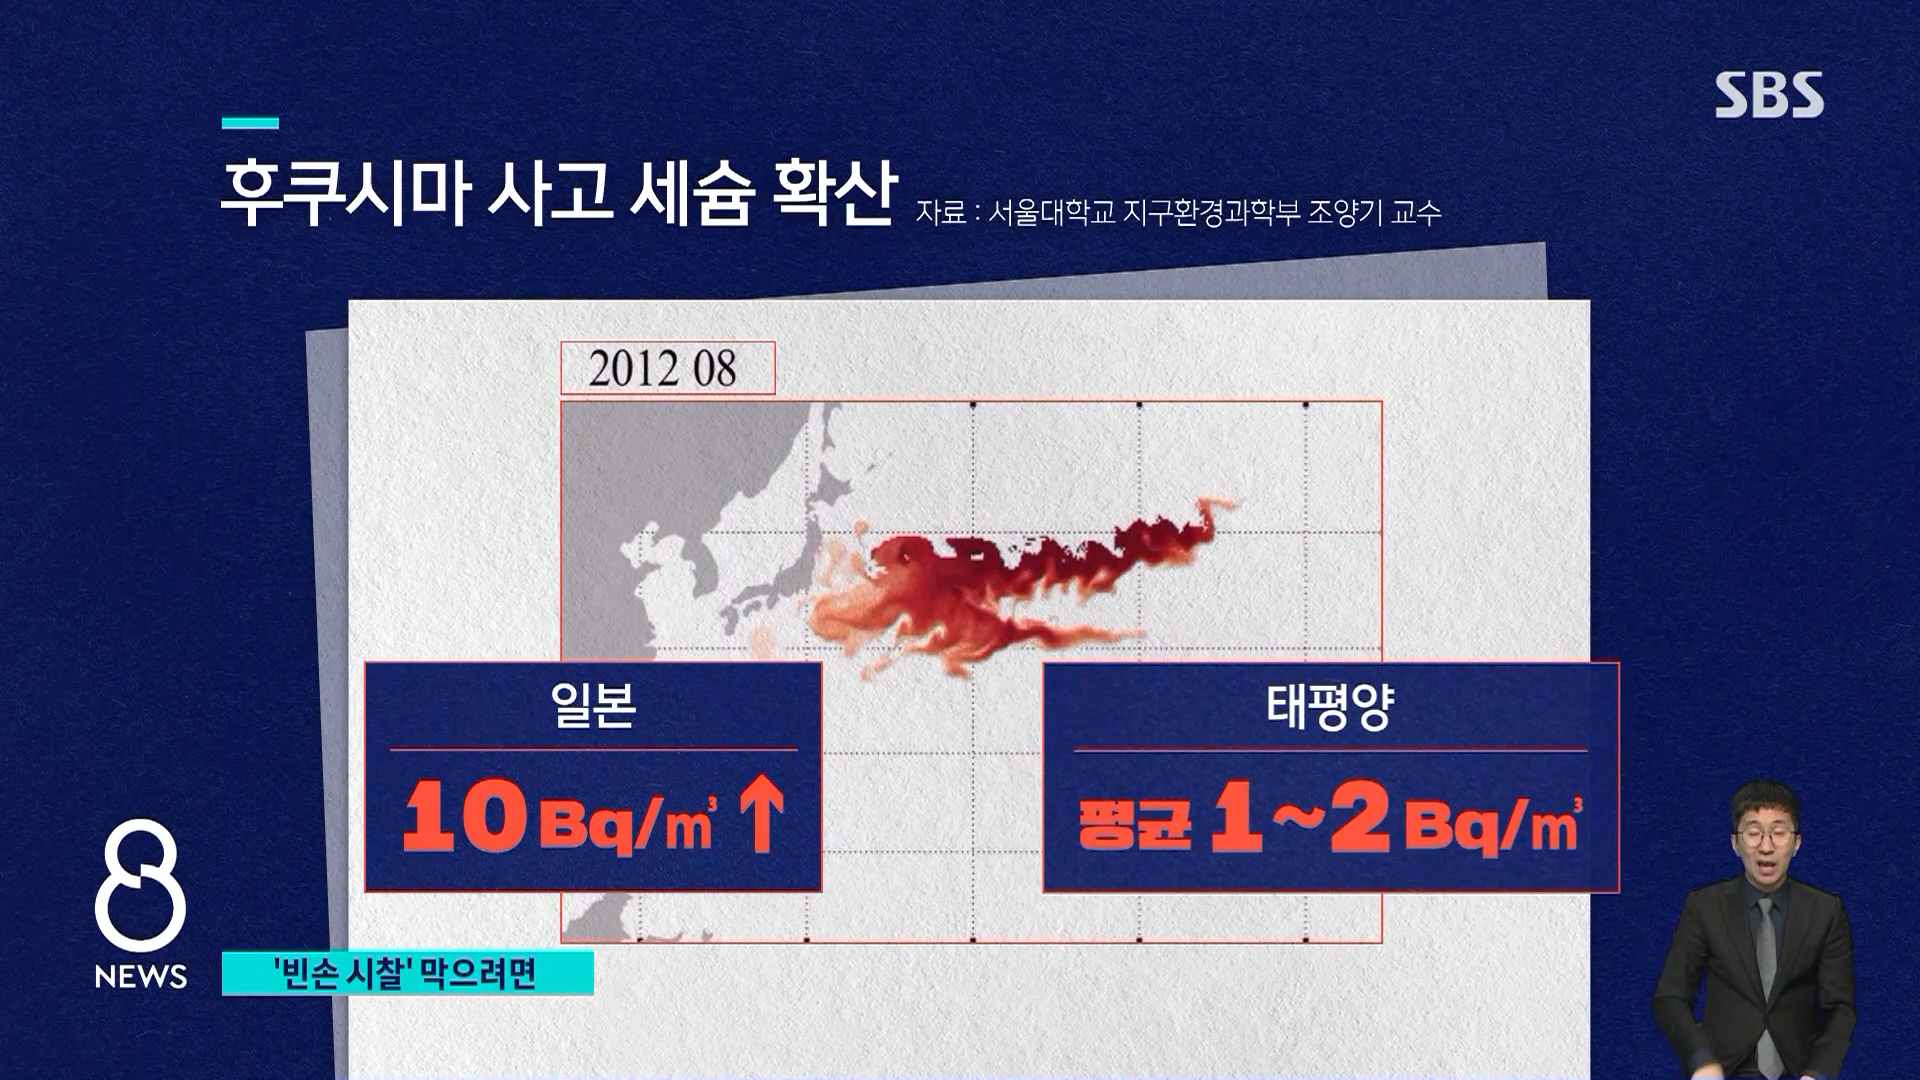 SBS
후쿠시마 사고 세슘 확산 자료 : 서울대학교 지구환경과학부 조양기 교수
2012 08
일본
10 Bq/㎥ ↑
태평양
평균 1~2 Bq/㎥
8
NEWS
'빈손 시찰' 막으려면